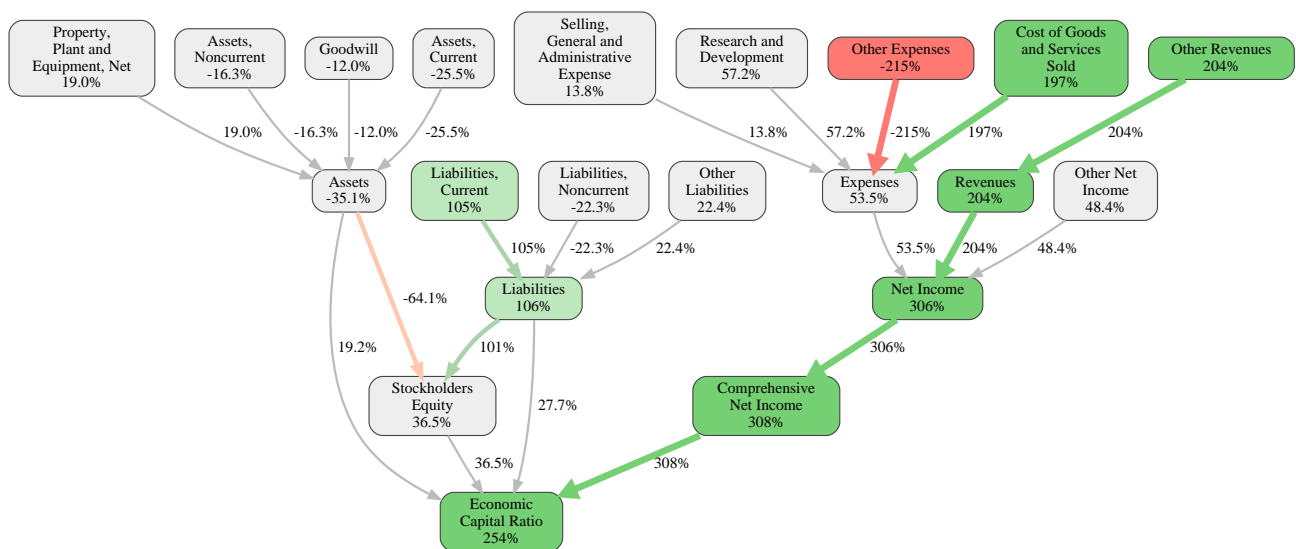 Property,
Plant and
Equipment, Net
19.0%
Assets,
Noncurrent
-16.3%
Goodwill
-12.0%
Assets,
Current
-25.5%
Selling,
General and
Administrative
Expense
13.8%
Research and
Development
57.2%
Other Expenses
-215%
Cost of Goods
and Services
Sold
197%
Other Revenues
204%
19.0%
-16.3%
-12.0%
-25.5%
13.8%
57.2%
-215%
197%
204%
Assets
-35.1%
Liabilities,
Current
105%
Liabilities,
Noncurrent
-22.3%
Other
Liabilities
22.4%
Expenses
53.5%
Revenues
204%
Other Net
Income
48.4%
105%
-22.3%
22.4%
53.5%
204%
48.4%
-64.1%
Liabilities
106%
Net Income
306%
19.2%
101%
306%
Stockholders
Equity
36.5%
27.7%
Comprehensive
Net Income
308%
36.5%
308%
Economic
Capital Ratio
254%